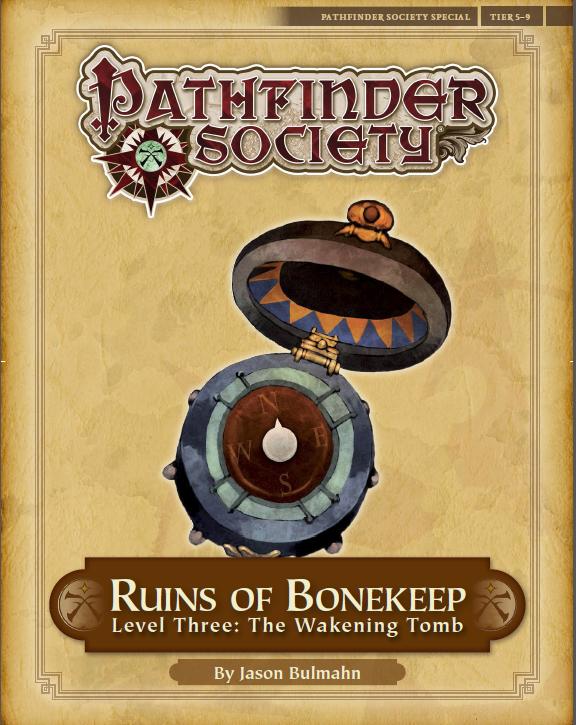 PATHFINDER SOCIETY SPECIAL TIER 5–9
PATHFINDER
SOCIETY
N
W E
S
RUINS OF BONEKEEP
Level Three: The Wakening Tomb
By Jason Bulmahn